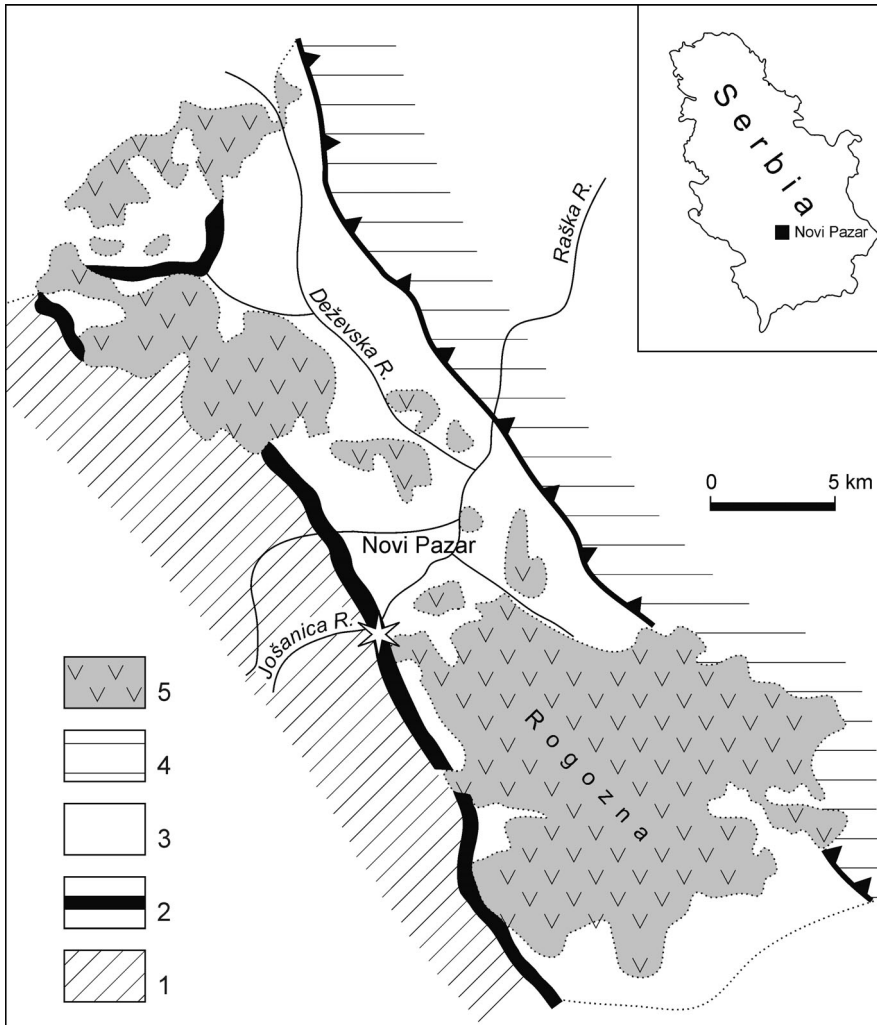 Serbia
Novi Pazar
Raška R.
Deževska R.
0 5 km
Novi Pazar
Jošanica R.
Rogozna
5
4
3
2
1